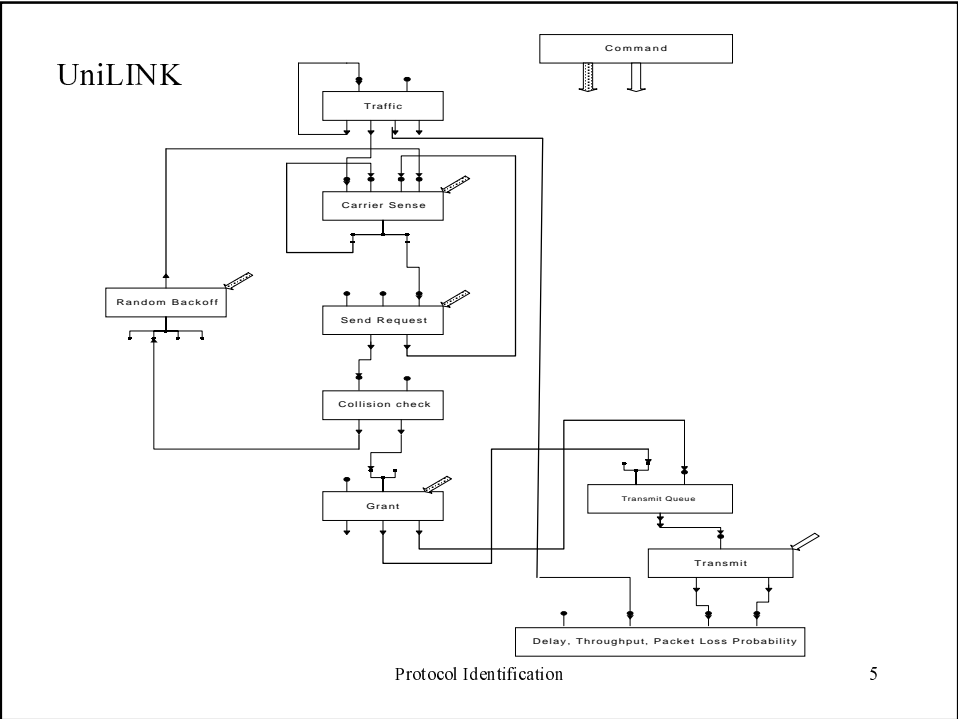 UniLINK
Command
Traffic
Carrier Sense
Random Backoff
Send Request
Collision check
Grant
Transmit Queue
Transmit
Delay, Throughput, Packet Loss Probability
Protocol Identification
5